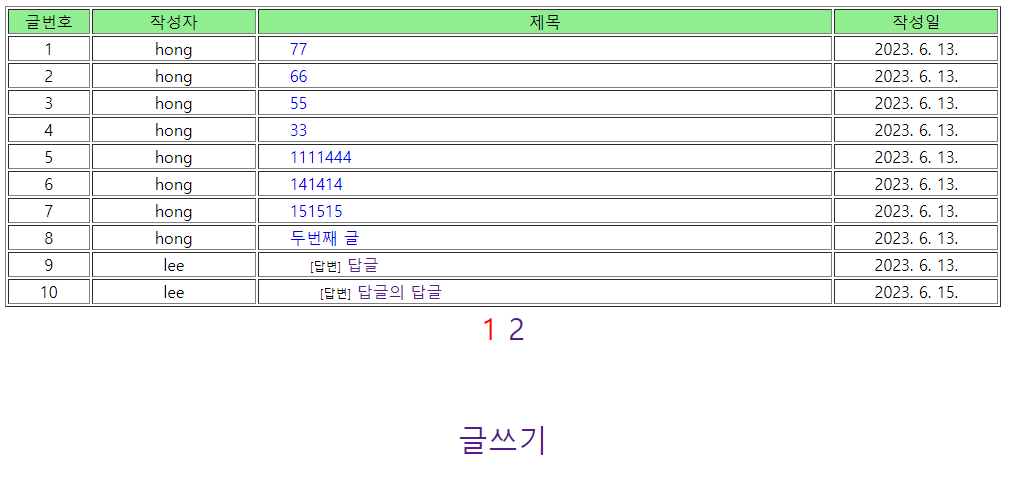 글번호 작성자 제목 작성일
1 hong 77 2023. 6. 13.
2 hong 66 2023. 6. 13.
3 hong 55 2023. 6. 13.
4 hong 33 2023. 6. 13.
5 hong 1111444 2023. 6. 13.
6 hong 141414 2023. 6. 13.
7 hong 151515 2023. 6. 13.
8 hong 두번째 글 2023. 6. 13.
9 lee [답변] 답글 2023. 6. 13.
10 lee [답변] 답글의 답글 2023. 6. 15.
1 2
글쓰기